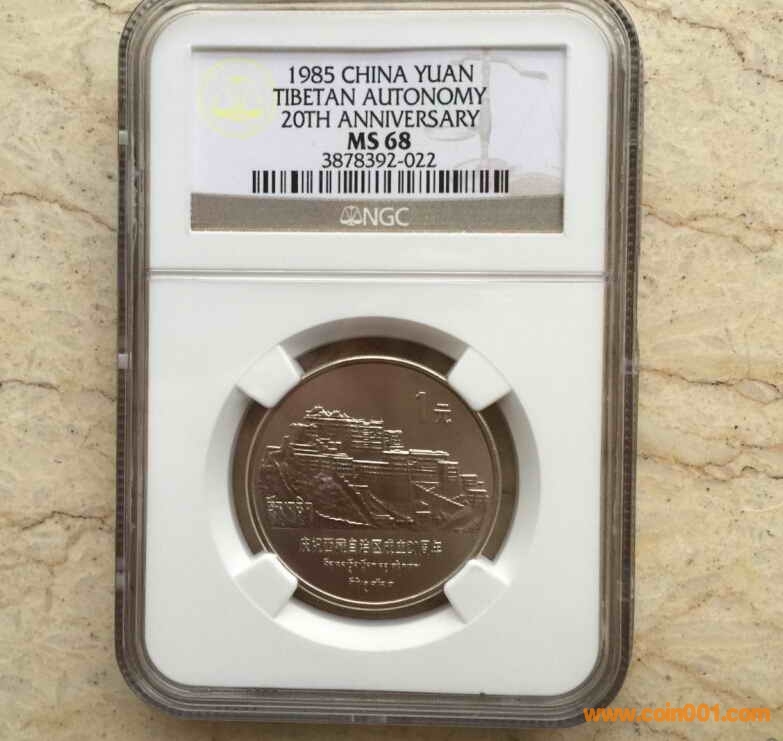 1985 CHINA YUAN
TIBETAN AUTONOMY
20TH ANNIVERSARY
MS 68
3878392-022
NGC
1元
庆祝西藏自治区成立20周年
www.coin001.com